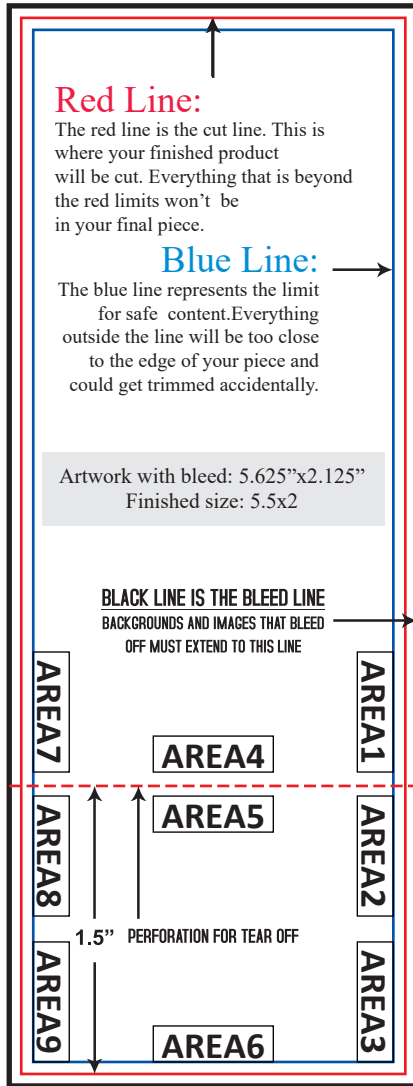 Red Line:
The red line is the cut line. This is
where your finished product
will be cut. Everything that is beyond
the red limits won’t be
in your final piece.
Blue Line:
The blue line represents the limit
for safe content.Everything
outside the line will be too close
to the edge of your piece and
could get trimmed accidentally.
Artwork with bleed: 5.625”x2.125”
Finished size: 5.5x2
BLACK LINE IS THE BLEED LINE
BACKGROUNDS AND IMAGES THAT BLEED
OFF MUST EXTEND TO THIS LINE
AREA7
AREA1
AREA4
AREA5
AREA8
AREA2
1.5”
PERFORATION FOR TEAR OFF
AREA9
AREA3
AREA6